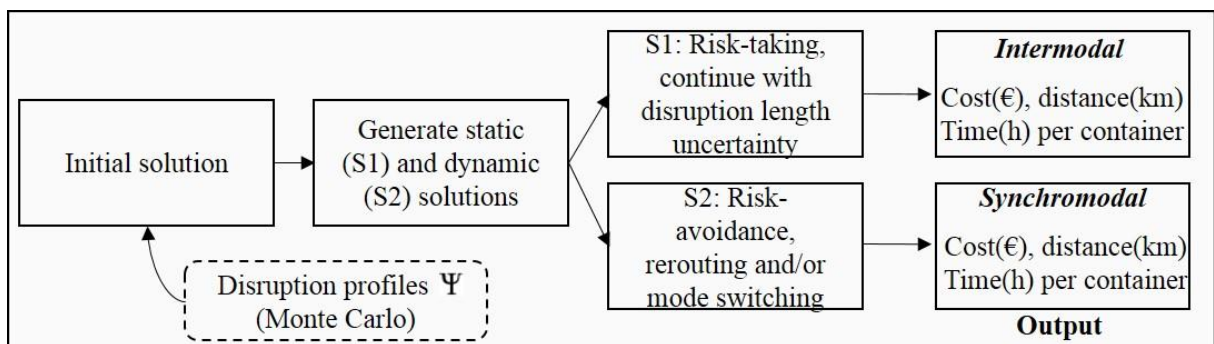 Initial solution
Disruption profiles Ψ
(Monte Carlo)
Generate static
(S1) and dynamic
(S2) solutions
S1: Risk-taking,
continue with
disruption length
uncertainty
S2: Risk-
avoidance,
rerouting and/or
mode switching
Intermodal
Cost(€), distance(km)
Time(h) per container
Synchromodal
Cost(€), distance(km)
Time(h) per container
Output